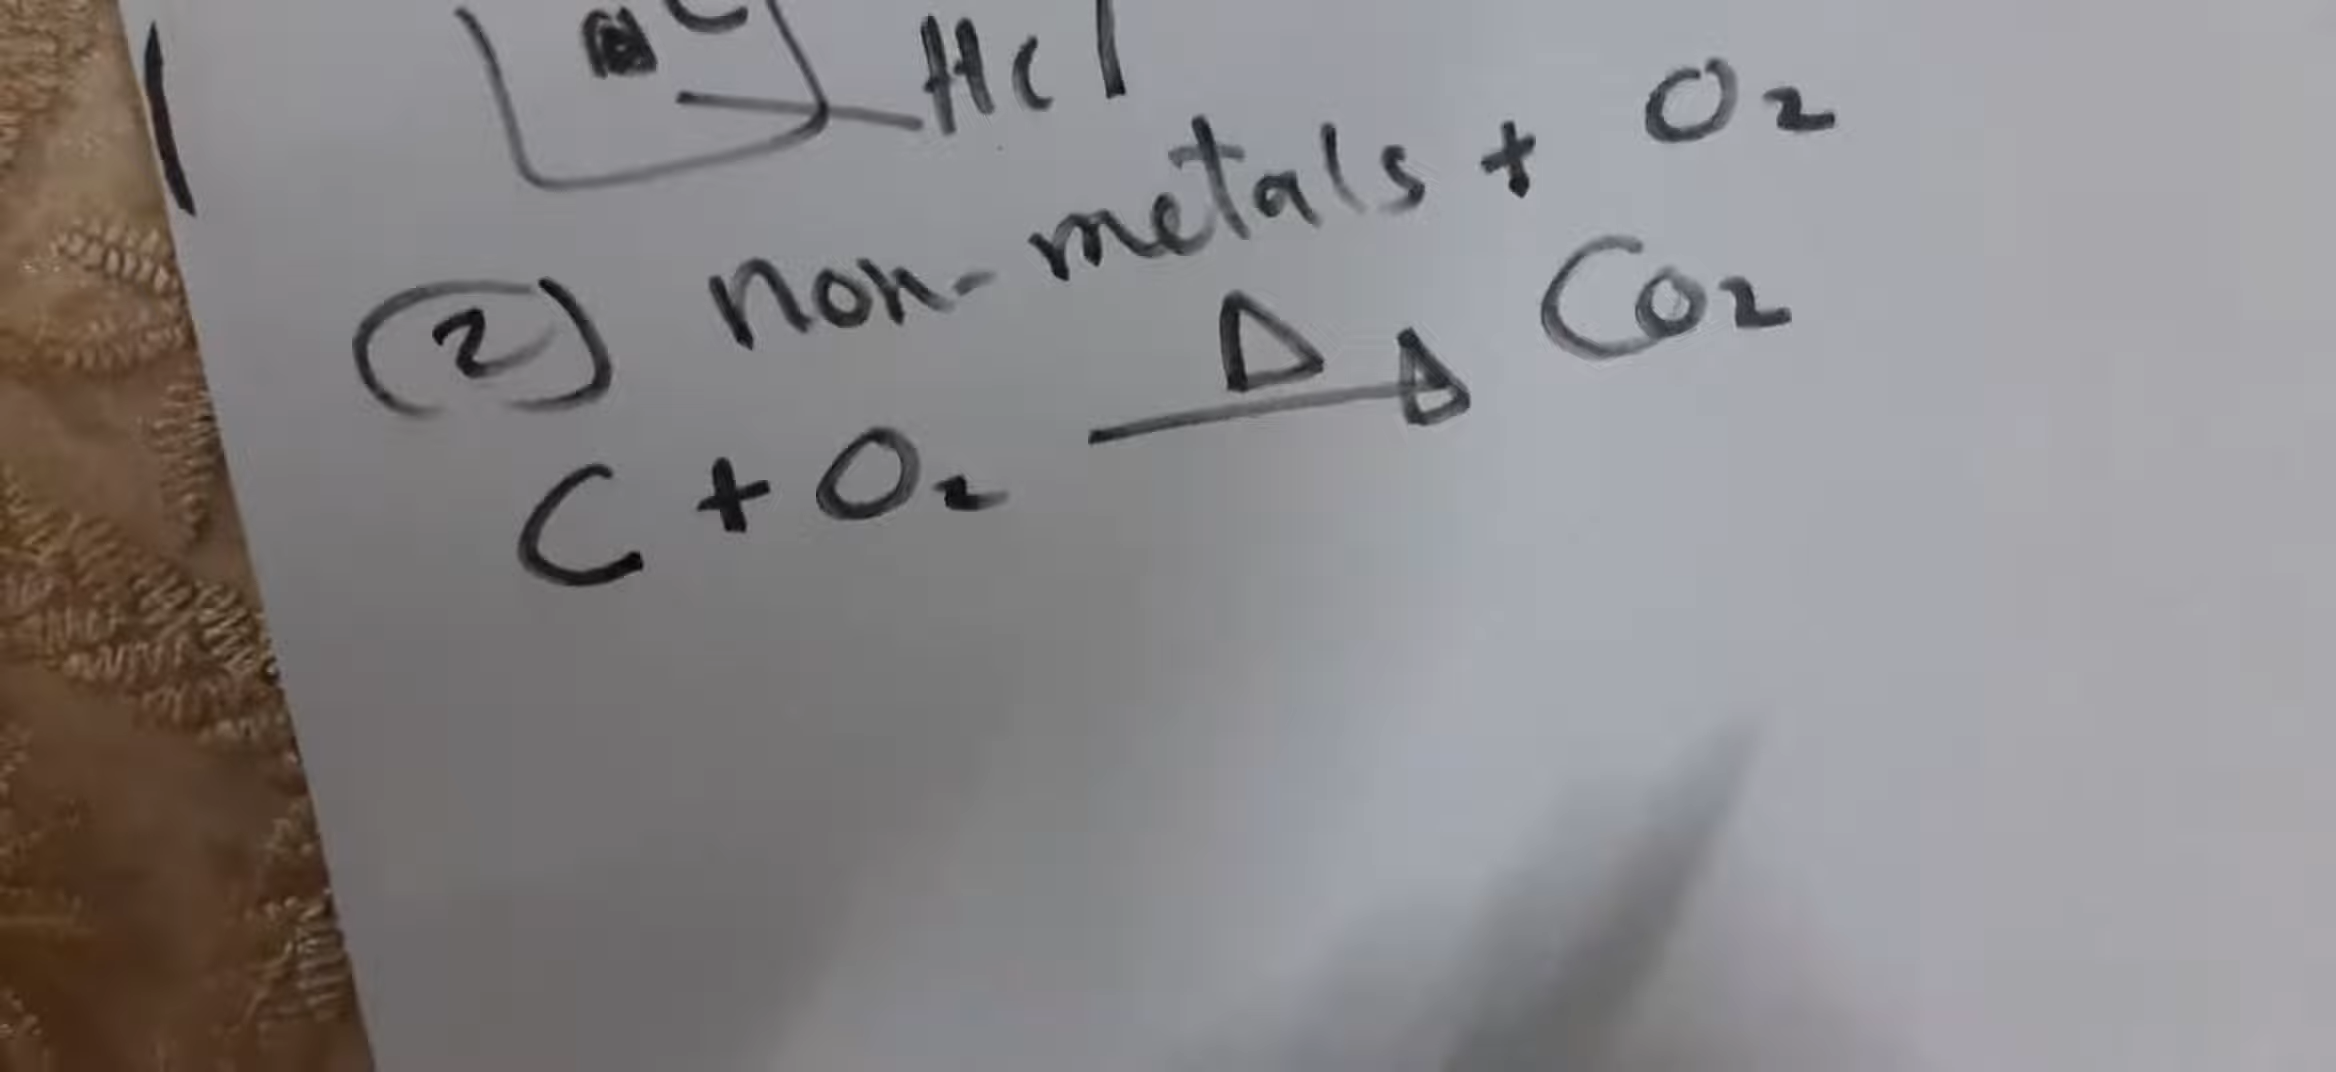 HCl
(2) non-metals + O₂
C + O₂ —Δ→ CO₂